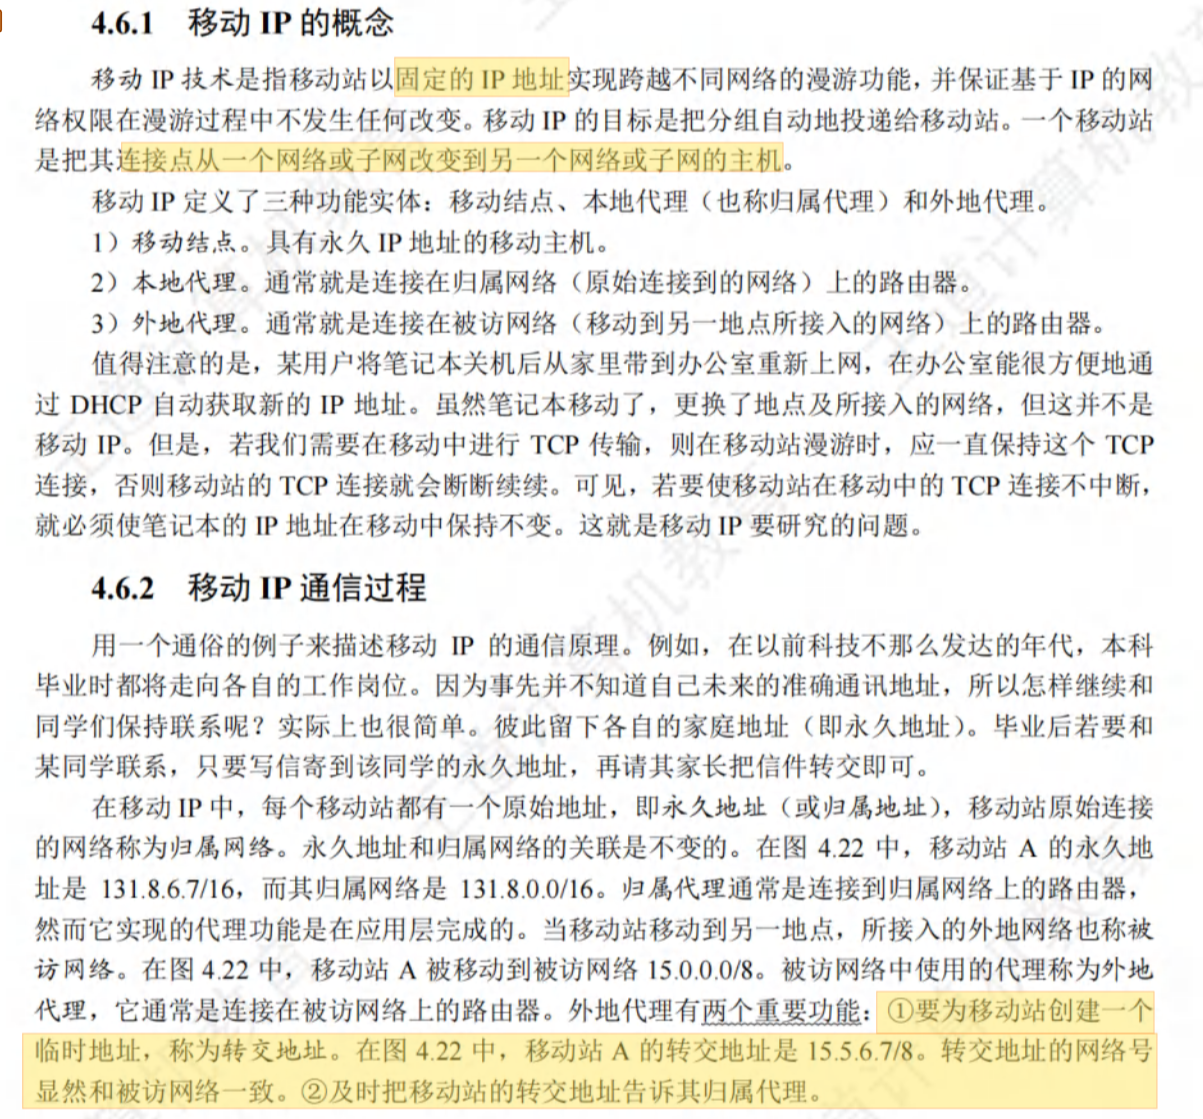 4.6.1 移动 IP 的概念
移动 IP 技术是指移动站以固定的 IP 地址实现跨越不同网络的漫游功能，并保证基于 IP 的网
络权限在漫游过程中不发生任何改变。移动 IP 的目标是把分组自动地投递给移动站。一个移动站
是把其连接点从一个网络或子网改变到另一个网络或子网的主机。
移动 IP 定义了三种功能实体：移动结点、本地代理（也称归属代理）和外地代理。
1）移动结点。具有永久 IP 地址的移动主机。
2）本地代理。通常就是连接在归属网络（原始连接到的网络）上的路由器。
3）外地代理。通常就是连接在被访网络（移动到另一地点所接入的网络）上的路由器。
值得注意的是，某用户将笔记本关机后从家里带到办公室重新上网，在办公室能很方便地通
过 DHCP 自动获取新的 IP 地址。虽然笔记本移动了，更换了地点及所接入的网络，但这并不是
移动 IP。但是，若我们需要在移动中进行 TCP 传输，则在移动站漫游时，应一直保持这个 TCP
连接，否则移动站的 TCP 连接就会断断续续。可见，若要使移动站在移动中的 TCP 连接不中断，
就必须使笔记本的 IP 地址在移动中保持不变。这就是移动 IP 要研究的问题。
4.6.2 移动 IP 通信过程
用一个通俗的例子来描述移动 IP 的通信原理。例如，在以前科技不那么发达的年代，本科
毕业时都将走向各自的工作岗位。因为事先并不知道自己未来的准确通讯地址，所以怎样继续和
同学们保持联系呢？实际上也很简单。彼此留下各自的家庭地址（即永久地址）。毕业后若要和
某同学联系，只要写信寄到该同学的永久地址，再请其家长把信件转交即可。
在移动 IP 中，每个移动站都有一个原始地址，即永久地址（或归属地址），移动站原始连接
的网络称为归属网络。永久地址和归属网络的关联是不变的。在图 4.22 中，移动站 A 的永久地
址是 131.8.6.7/16，而其归属网络是 131.8.0.0/16。归属代理通常是连接到归属网络上的路由器，
然而它实现的代理功能是在应用层完成的。当移动站移动到另一地点，所接入的外地网络也称被
访网络。在图 4.22 中，移动站 A 被移动到被访网络 15.0.0.0/8。被访网络中使用的代理称为外地
代理，它通常是连接在被访网络上的路由器。外地代理有两个重要功能：①要为移动站创建一个
临时地址，称为转交地址。在图 4.22 中，移动站 A 的转交地址是 15.5.6.7/8。转交地址的网络号
显然和被访网络一致。②及时把移动站的转交地址告诉其归属代理。
王道计算机教育